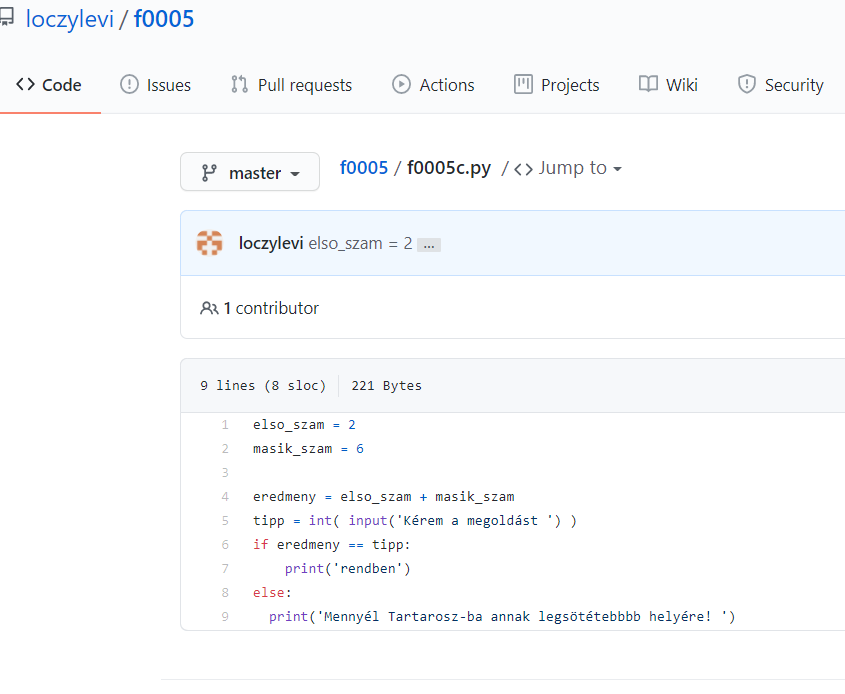 loczylevi / f0005
<> Code Issues Pull requests Actions Projects Wiki Security
master f0005 / f0005c.py / <> Jump to
loczylevi elso_szam = 2 ...
1 contributor
9 lines (8 sloc) 221 Bytes
1 elso_szam = 2
2 masik_szam = 6
3
4 eredmeny = elso_szam + masik_szam
5 tipp = int( input('Kérem a megoldást ') )
6 if eredmeny == tipp:
7     print('rendben')
8 else:
9   print('Mennyél Tartarosz-ba annak legsötétebbbb helyére! ')